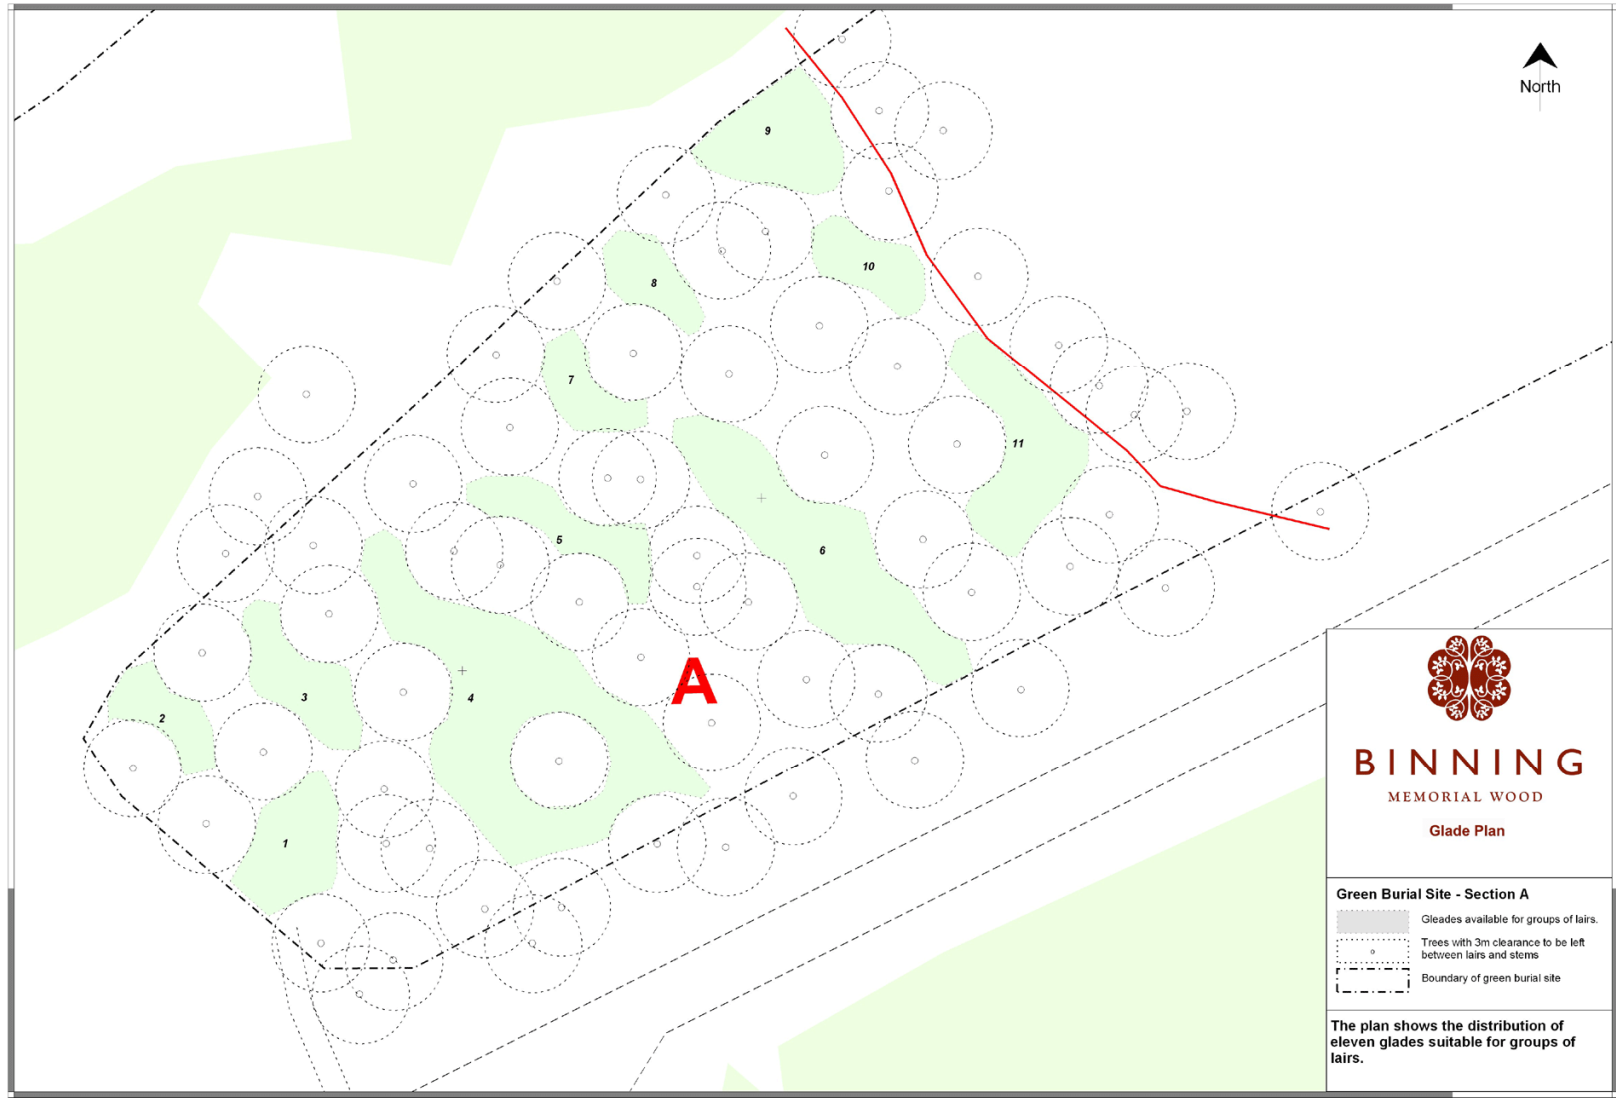 North
9
10
8
7
11
5
6
A
4
3
2
1
BINNING
MEMORIAL WOOD
Glade Plan
Green Burial Site - Section A
Gleades available for groups of lairs.
Trees with 3m clearance to be left
between lairs and stems
Boundary of green burial site
The plan shows the distribution of
eleven glades suitable for groups of
lairs.